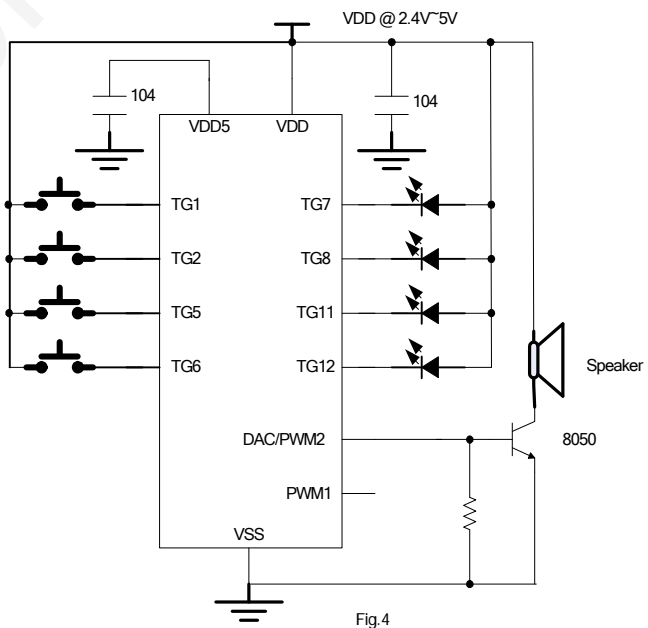 VDD @ 2.4V~5V
104
104
VDD5 VDD
TG1 TG7
TG2 TG8
TG5 TG11
TG6 TG12
Speaker
DAC/PWM2
8050
PWM1
VSS
Fig.4